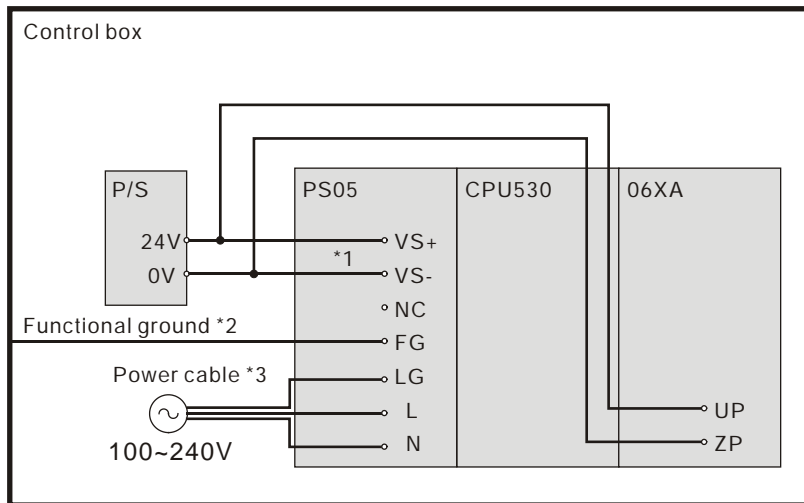 Control box
P/S
PS05
CPU530
06XA
24V
VS+
0V
*1
VS-
NC
Functional ground *2
FG
Power cable *3
LG
L
UP
100~240V
N
ZP